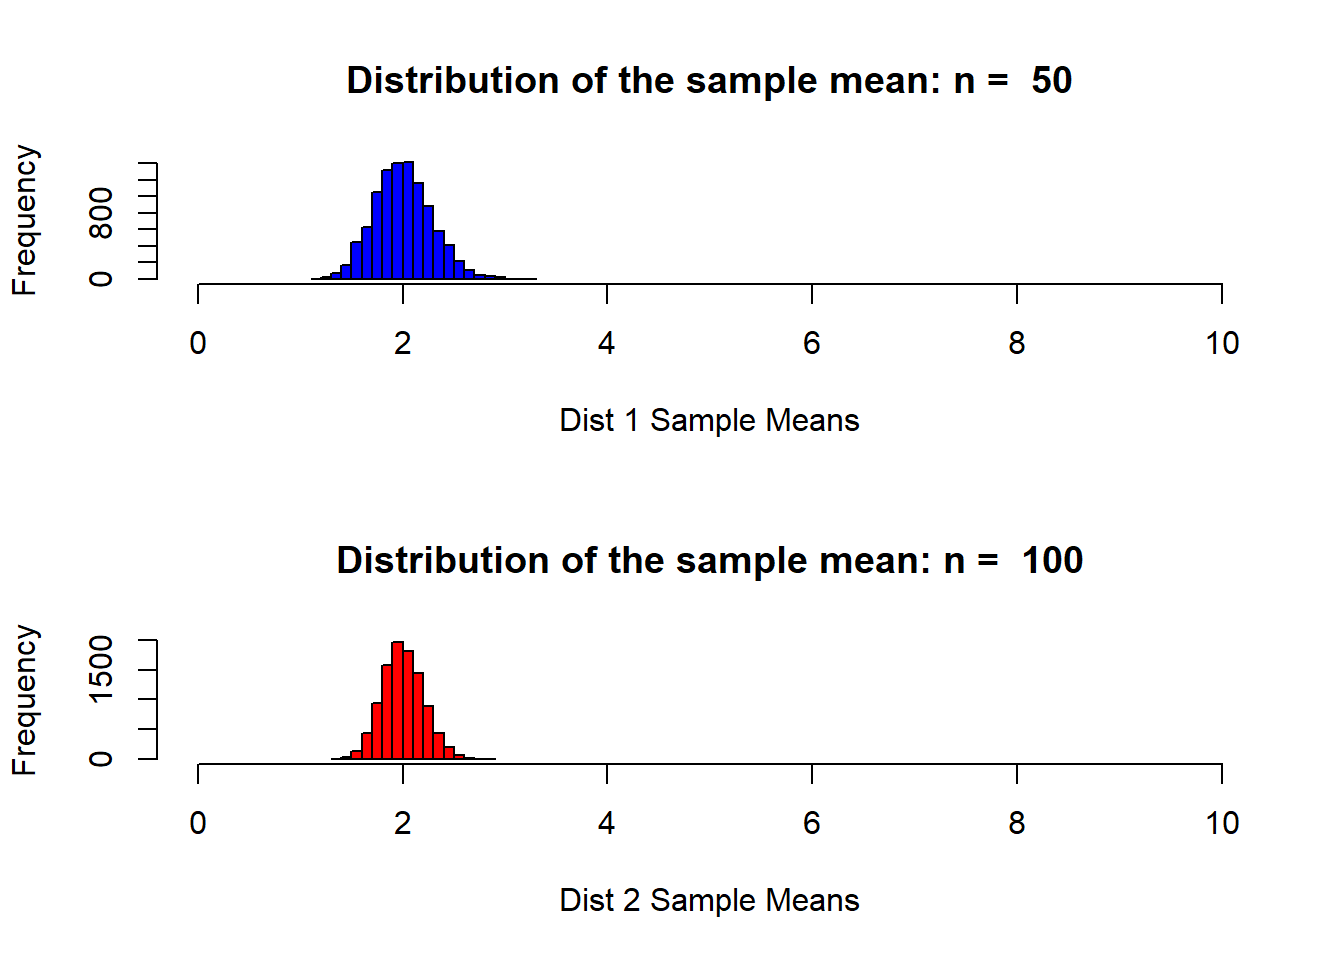 Distribution of the sample mean: n =  50
Frequency
800
0
0 2 4 6 8 10
Dist 1 Sample Means
Distribution of the sample mean: n =  100
Frequency
1500
0
0 2 4 6 8 10
Dist 2 Sample Means